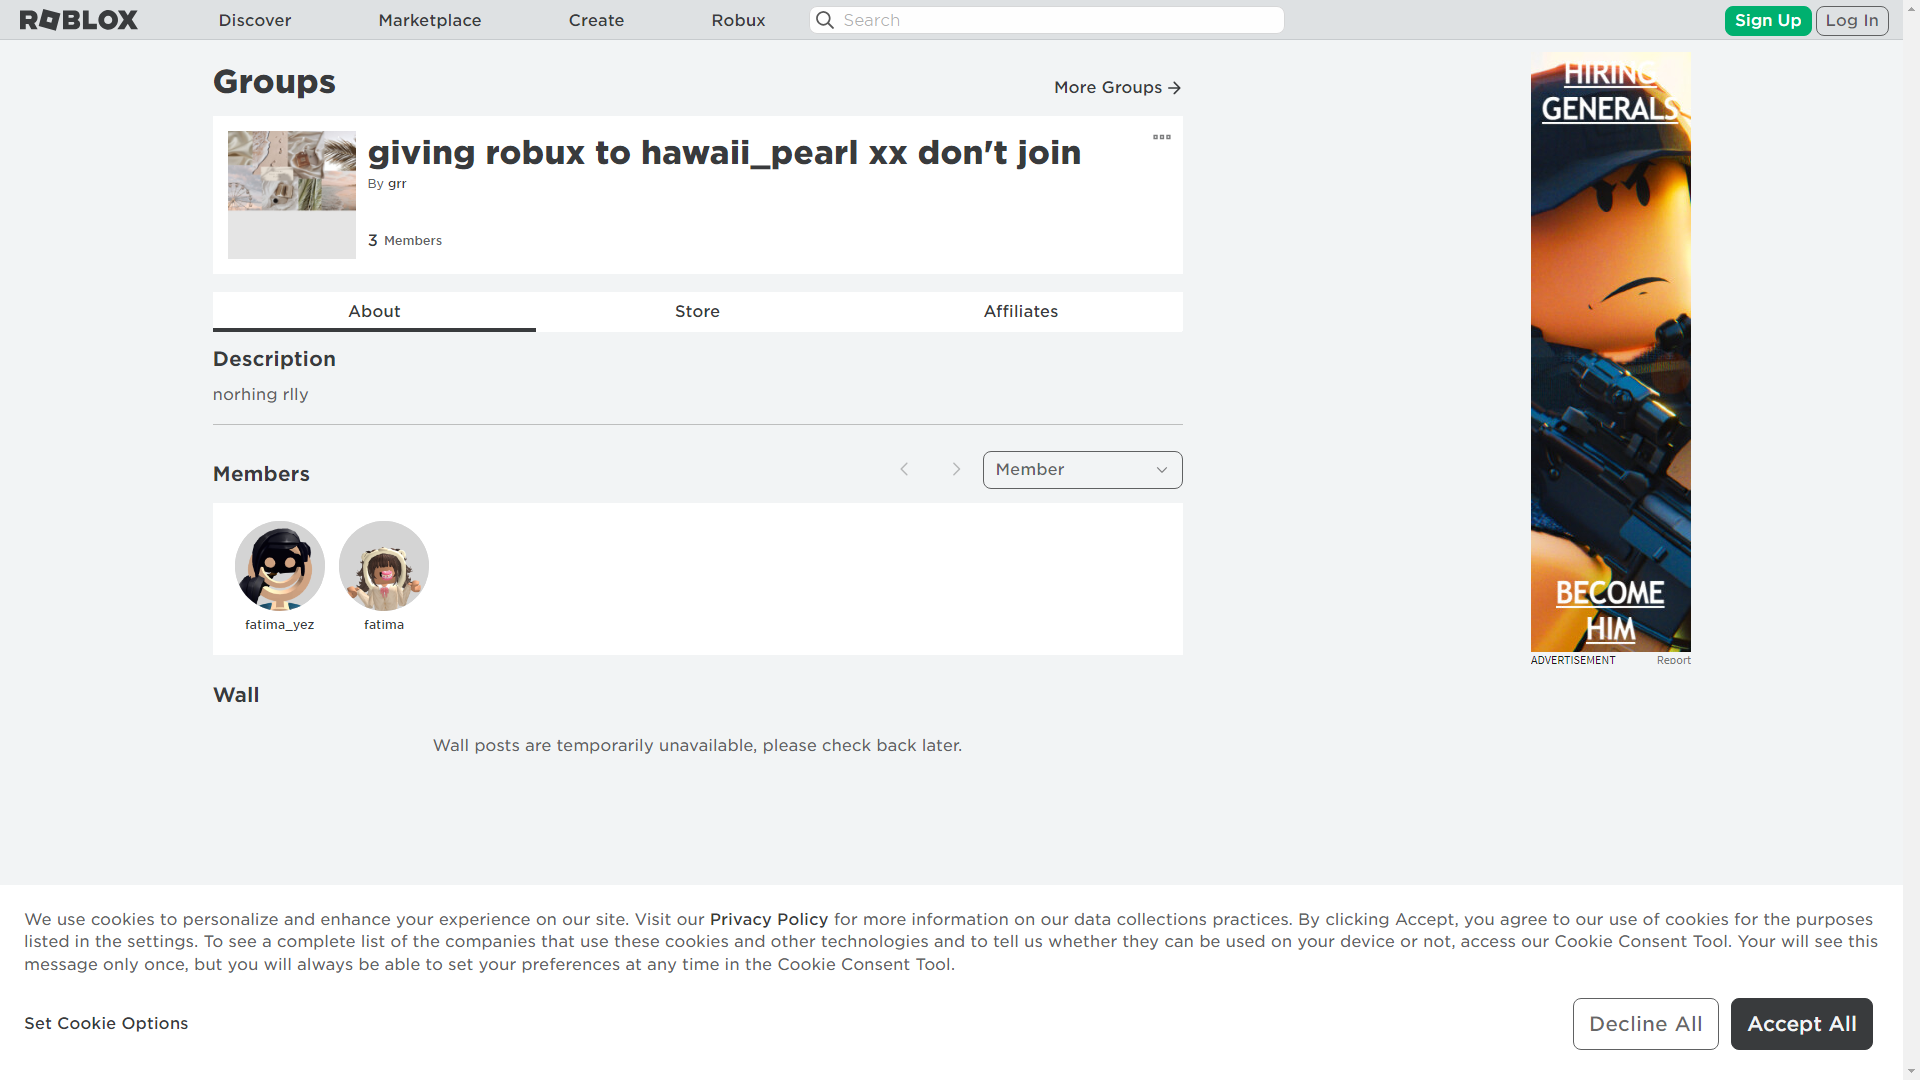 ROBLOX
Discover
Marketplace
Create
Robux
Search
Sign Up
Log In
Groups
More Groups
giving robux to hawaii_pearl xx don't join
By grr
3 Members
About
Store
Affiliates
Description
norhing rlly
Members
Member
fatima_yez
fatima
Wall
Wall posts are temporarily unavailable, please check back later.
HIRING
GENERALS
BECOME
HIM
ADVERTISEMENT
Report
We use cookies to personalize and enhance your experience on our site. Visit our Privacy Policy for more information on our data collections practices. By clicking Accept, you agree to our use of cookies for the purposes
listed in the settings. To see a complete list of the companies that use these cookies and other technologies and to tell us whether they can be used on your device or not, access our Cookie Consent Tool. Your will see this
message only once, but you will always be able to set your preferences at any time in the Cookie Consent Tool.
Set Cookie Options
Decline All
Accept All